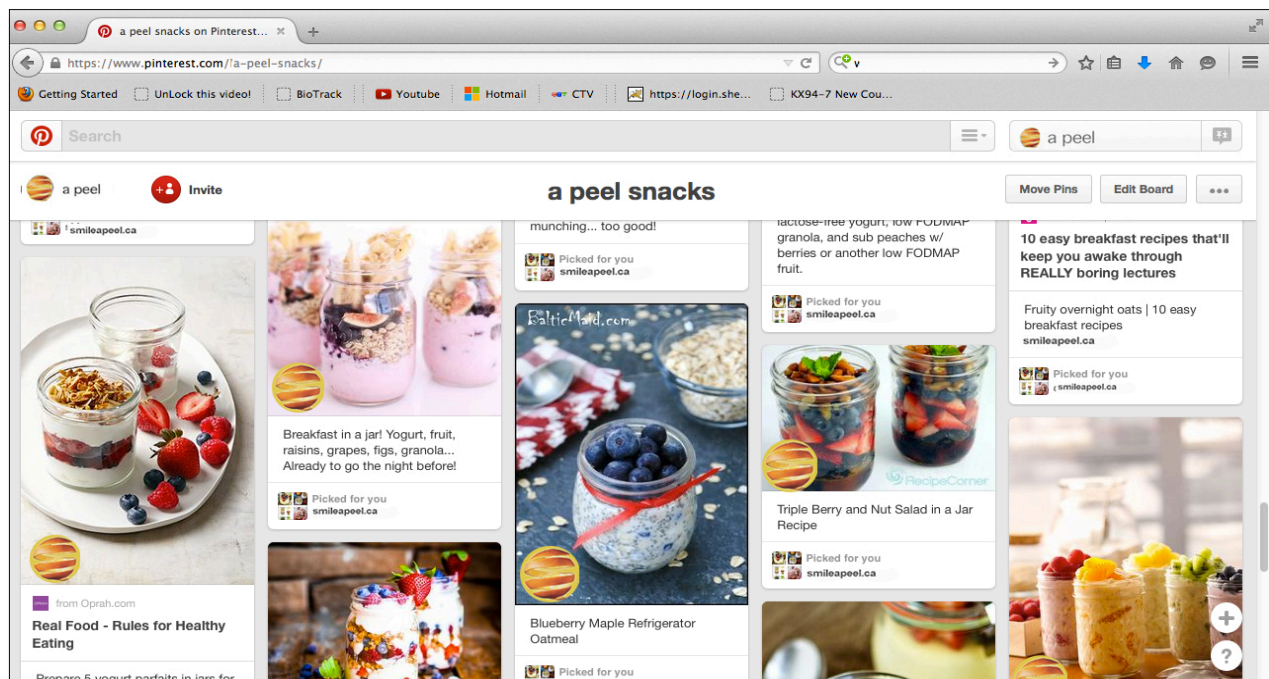 a peel snacks on Pinterest...
https://www.pinterest.com/a-peel-snacks/
v
Getting Started
UnLock this video!
BioTrack
Youtube
Hotmail
CTV
https://login.she...
KX94-7 New Cou...
Search
a peel
a peel
Invite
a peel snacks
Move Pins
Edit Board
smileapeel.ca
from Oprah.com
Real Food - Rules for Healthy
Eating
Prepare 5 yogurt parfaits in jars for
Breakfast in a jar! Yogurt, fruit,
raisins, grapes, figs, granola...
Already to go the night before!
Picked for you
smileapeel.ca
munching... too good!
Picked for you
smileapeel.ca
BalticMaid.com
Blueberry Maple Refrigerator
Oatmeal
Picked for you
lactose-free yogurt, low FODMAP
granola, and sub peaches w/
berries or another low FODMAP
fruit.
Picked for you
smileapeel.ca
RecipeCorner
Triple Berry and Nut Salad in a Jar
Recipe
Picked for you
smileapeel.ca
10 easy breakfast recipes that'll
keep you awake through
REALLY boring lectures
Fruity overnight oats | 10 easy
breakfast recipes
smileapeel.ca
Picked for you
smileapeel.ca